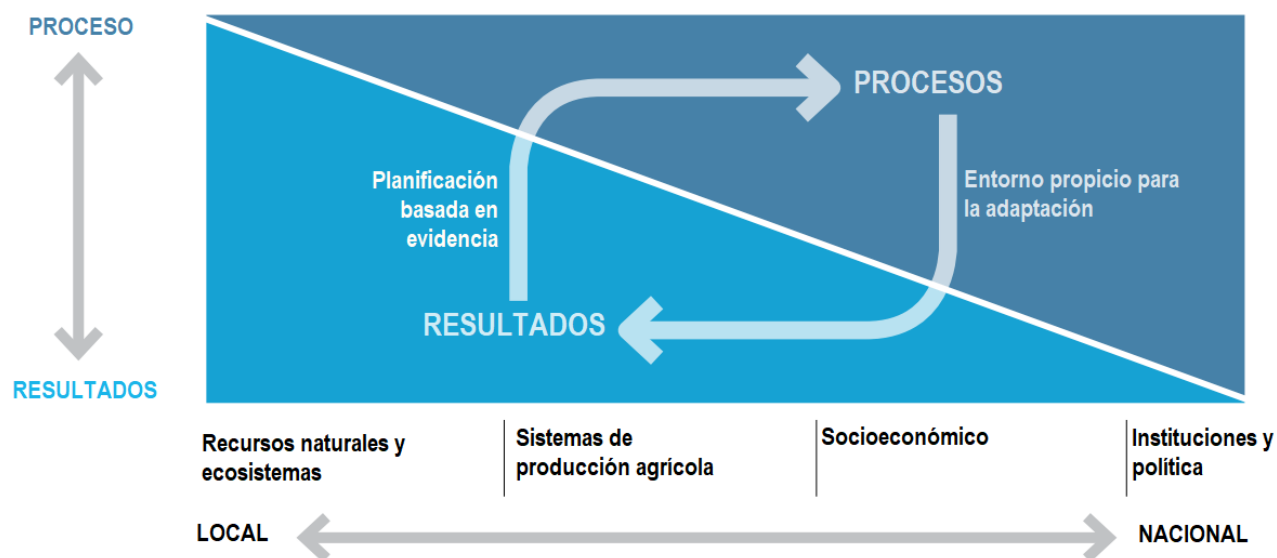 PROCESO
PROCESOS
Planificación
basada en
evidencia
Entorno propicio para
la adaptación
RESULTADOS
RESULTADOS
Recursos naturales y
ecosistemas
Sistemas de
producción agrícola
Socioeconómico
Instituciones y
política
LOCAL
NACIONAL